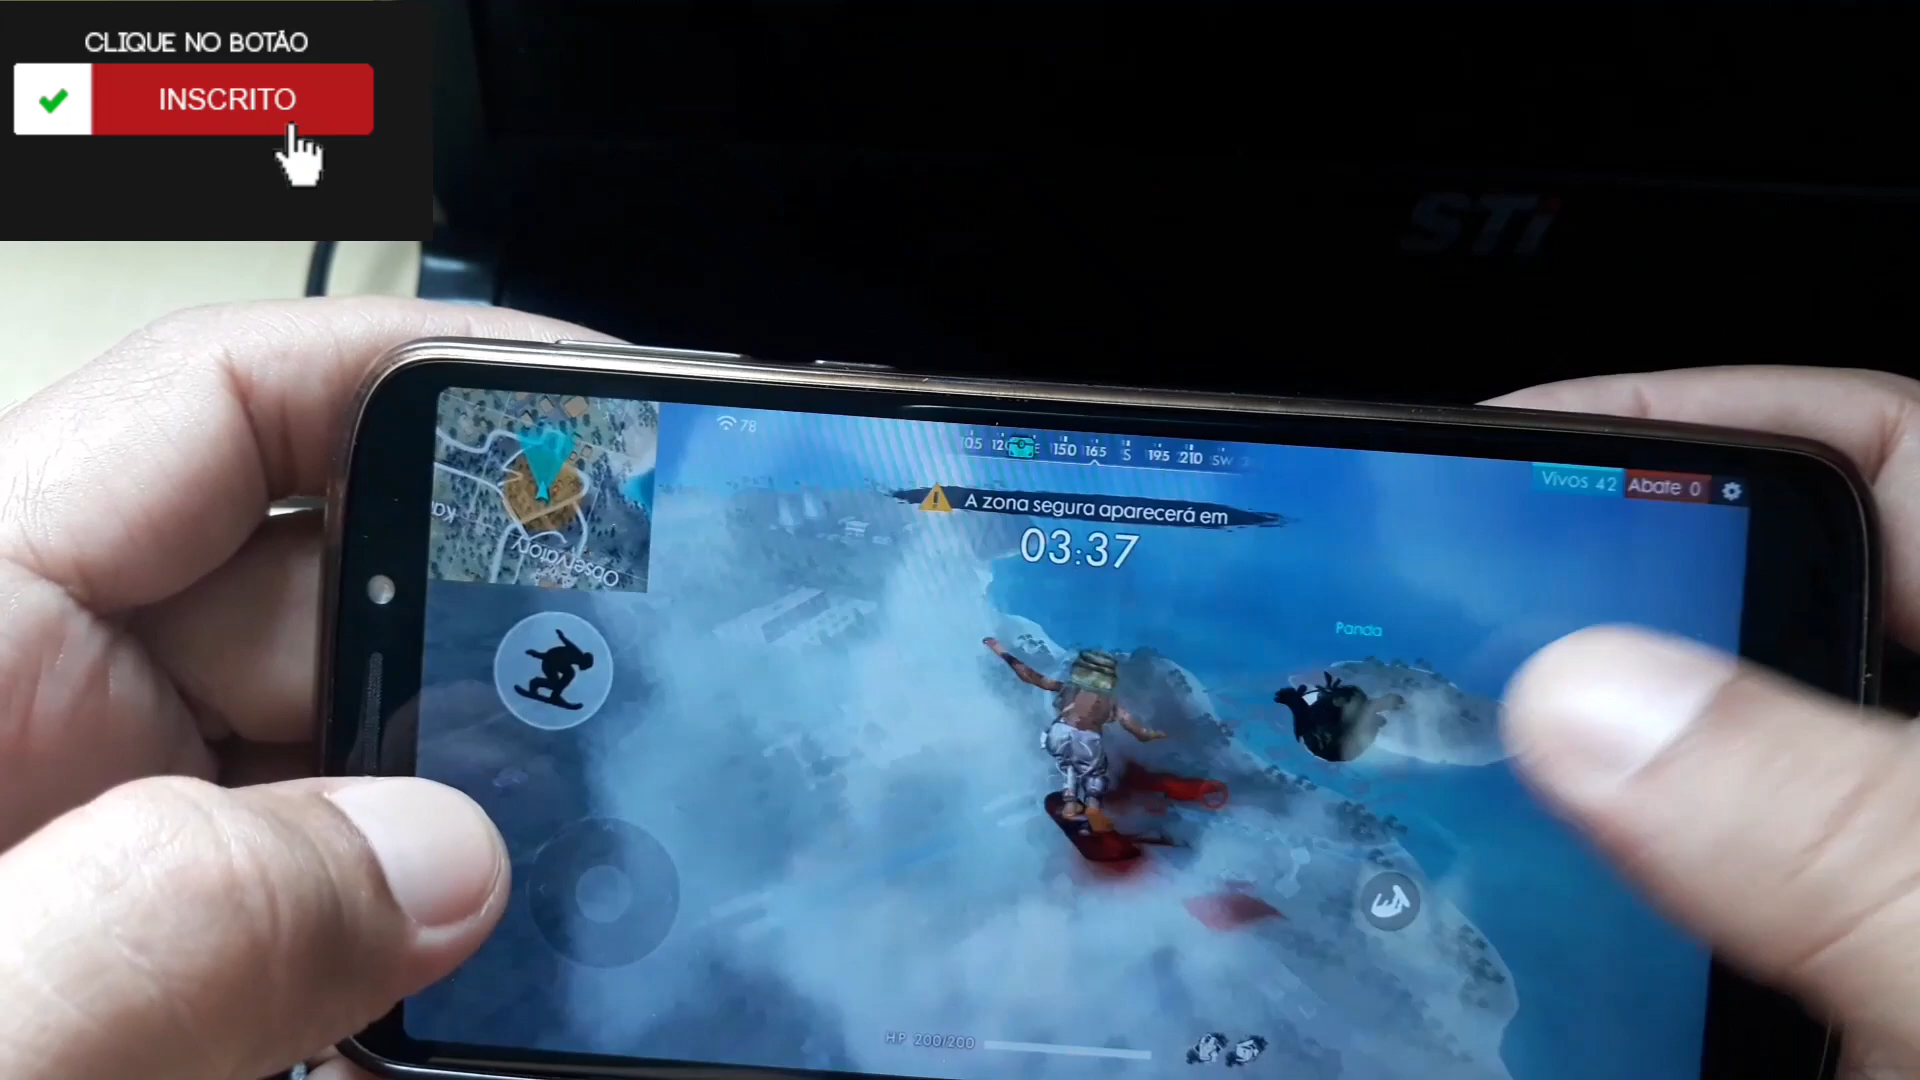 CLIQUE NO BOTÃO
INSCRITO
STi
78
105 120 E 150 165 S 195 210 SW
A zona segura aparecerá em
03:37
Vivos 42
Abate 0
Observatory
Panda
HP 200/200